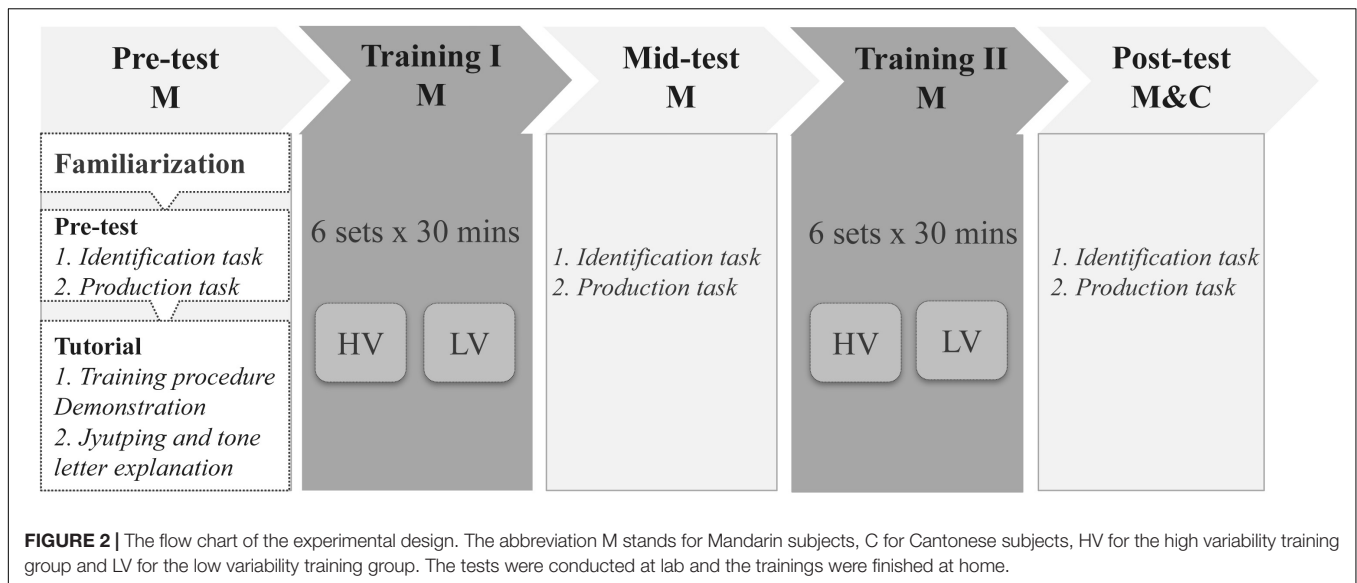 Pre-test
M
Training I
M
Mid-test
M
Training II
M
Post-test
M&C
Familiarization
Pre-test
1. Identification task
2. Production task
Tutorial
1. Training procedure
Demonstration
2. Jyutping and tone
letter explanation
6 sets x 30 mins
HV
LV
1. Identification task
2. Production task
6 sets x 30 mins
HV
LV
1. Identification task
2. Production task
FIGURE 2 | The flow chart of the experimental design. The abbreviation M stands for Mandarin subjects, C for Cantonese subjects, HV for the high variability training
group and LV for the low variability training group. The tests were conducted at lab and the trainings were finished at home.